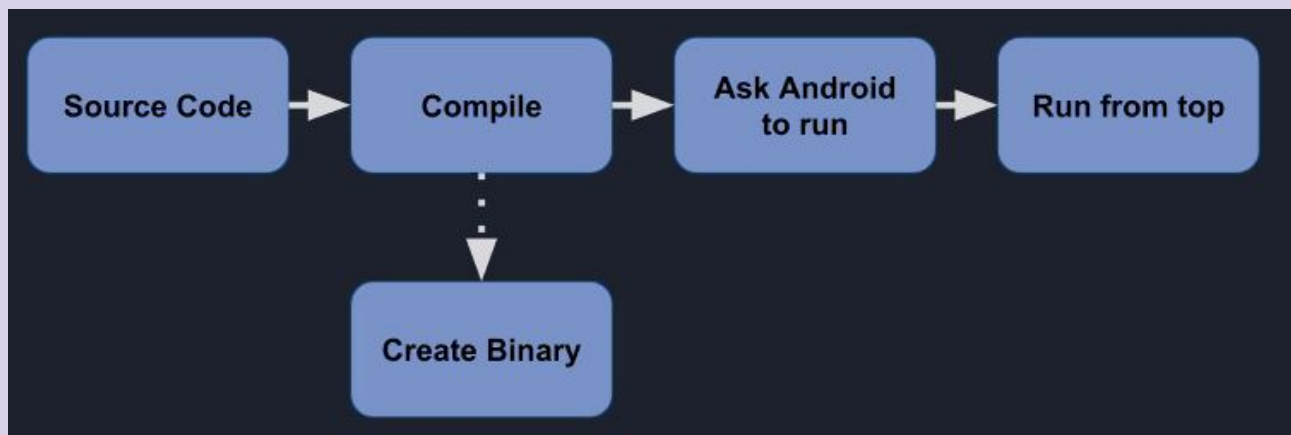 Source Code
Compile
Ask Android
to run
Run from top
Create Binary